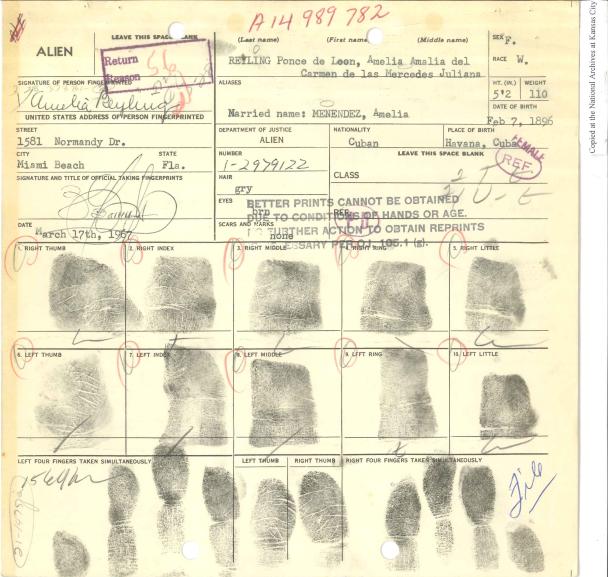 A14 989 782
LEAVE THIS SPACE BLANK
(Last name) (First name) (Middle name)
SEX F.
ALIEN
Return
Reason
REYLING Ponce de Leon, Amelia Amalia del
Carmen de las Mercedes Juliana
RACE W.
SIGNATURE OF PERSON FINGERPRINTED
Amelia Reyling
ALIASES
HT. (IN.) WEIGHT
5'2 110
UNITED STATES ADDRESS OF PERSON FINGERPRINTED
Married name: MENENDEZ, Amelia
DATE OF BIRTH
Feb 7, 1896
STREET
1581 Normandy Dr.
DEPARTMENT OF JUSTICE
ALIEN
NATIONALITY
Cuban
PLACE OF BIRTH
Havana, Cuba
CITY STATE
Miami Beach Fla.
NUMBER
1-2979122
LEAVE THIS SPACE BLANK
FEMALE
REF
SIGNATURE AND TITLE OF OFFICIAL TAKING FINGERPRINTS
HAIR
gry
CLASS
EYES
brn
REF.
BETTER PRINTS CANNOT BE OBTAINED
DUE TO CONDITIONS OF HANDS OR AGE.
FURTHER ACTION TO OBTAIN REPRINTS
PER O.I. 105.1 (g).
DATE
March 17th, 1967
SCARS AND MARKS
none
1. RIGHT THUMB 2. RIGHT INDEX 3. RIGHT MIDDLE 4. RIGHT RING 5. RIGHT LITTLE
6. LEFT THUMB 7. LEFT INDEX 8. LEFT MIDDLE 9. LEFT RING 10. LEFT LITTLE
LEFT FOUR FINGERS TAKEN SIMULTANEOUSLY LEFT THUMB RIGHT THUMB RIGHT FOUR FINGERS TAKEN SIMULTANEOUSLY
File
Copied at the National Archives at Kansas City